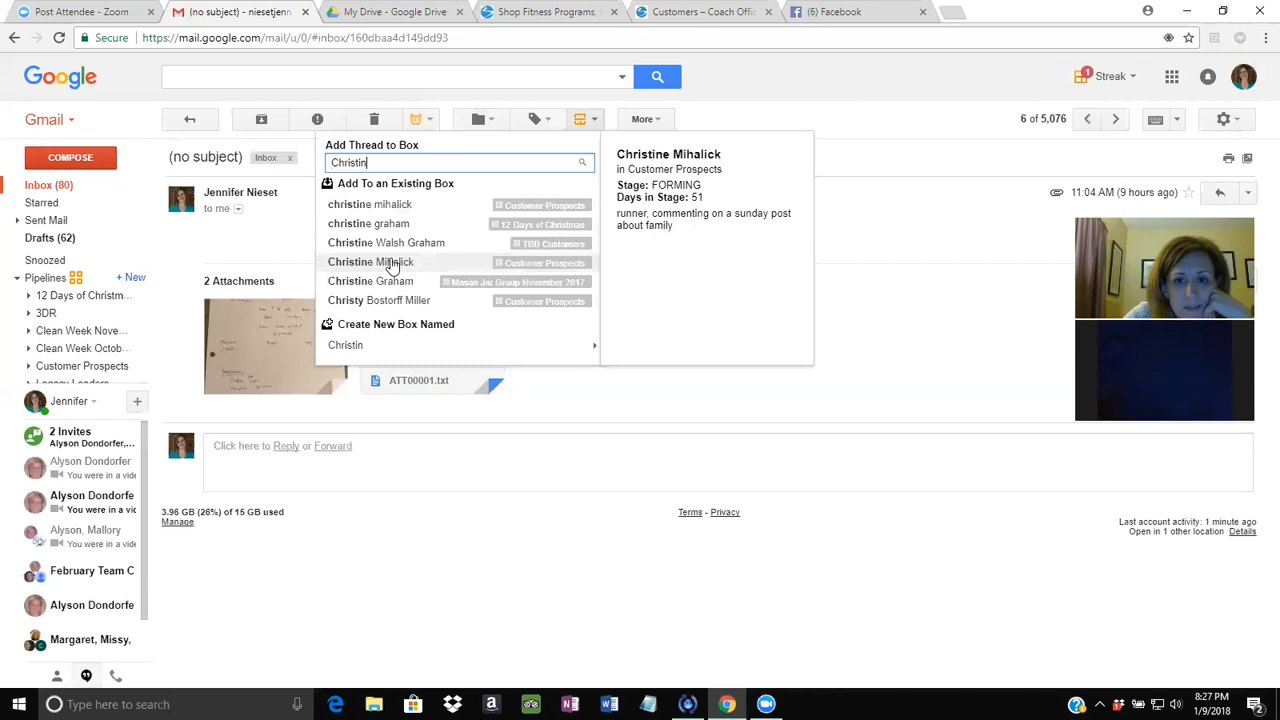 Post Attendee - Zoom
(no subject) - niesetjenn
My Drive - Google Drive
Shop Fitness Programs,
Customers – Coach Offic
(6) Facebook
Secure
https://mail.google.com/mail/u/0/#inbox/160dbaa4d149dd93
Google
1
Streak
Gmail
More
6 of 5,076
COMPOSE
(no subject)
Inbox x
Add Thread to Box
Christin
Add To an Existing Box
christine mihalick
Customer Prospects
christine graham
12 Days of Christmas
Christine Walsh Graham
TBB Customers
Christine Mihalick
Customer Prospects
Christine Graham
Mason Jar Group November 2017
Christy Bostorff Miller
Customer Prospects
Create New Box Named
Christin
Christine Mihalick
in Customer Prospects
Stage: FORMING
Days in Stage: 51
runner, commenting on a sunday post
about family
Jennifer Nieset
to me
11:04 AM (9 hours ago)
2 Attachments
ATT00001.txt
Click here to Reply or Forward
Inbox (80)
Starred
Sent Mail
Drafts (62)
Snoozed
Pipelines
+ New
12 Days of Christm...
3DR
Clean Week Nove...
Clean Week Octob...
Customer Prospects
Legacy Leaders
Jennifer
2 Invites
Alyson Dondorfer,...
Alyson Dondorfer
You were in a vide
Alyson Dondorfe
You were in a vic
Alyson, Mallory
You were in a vide
February Team C
Alyson Dondorfe
Margaret, Missy,
3.96 GB (26%) of 15 GB used
Manage
Terms - Privacy
Last account activity: 1 minute ago
Open in 1 other location Details
Type here to search
8:27 PM
1/9/2018